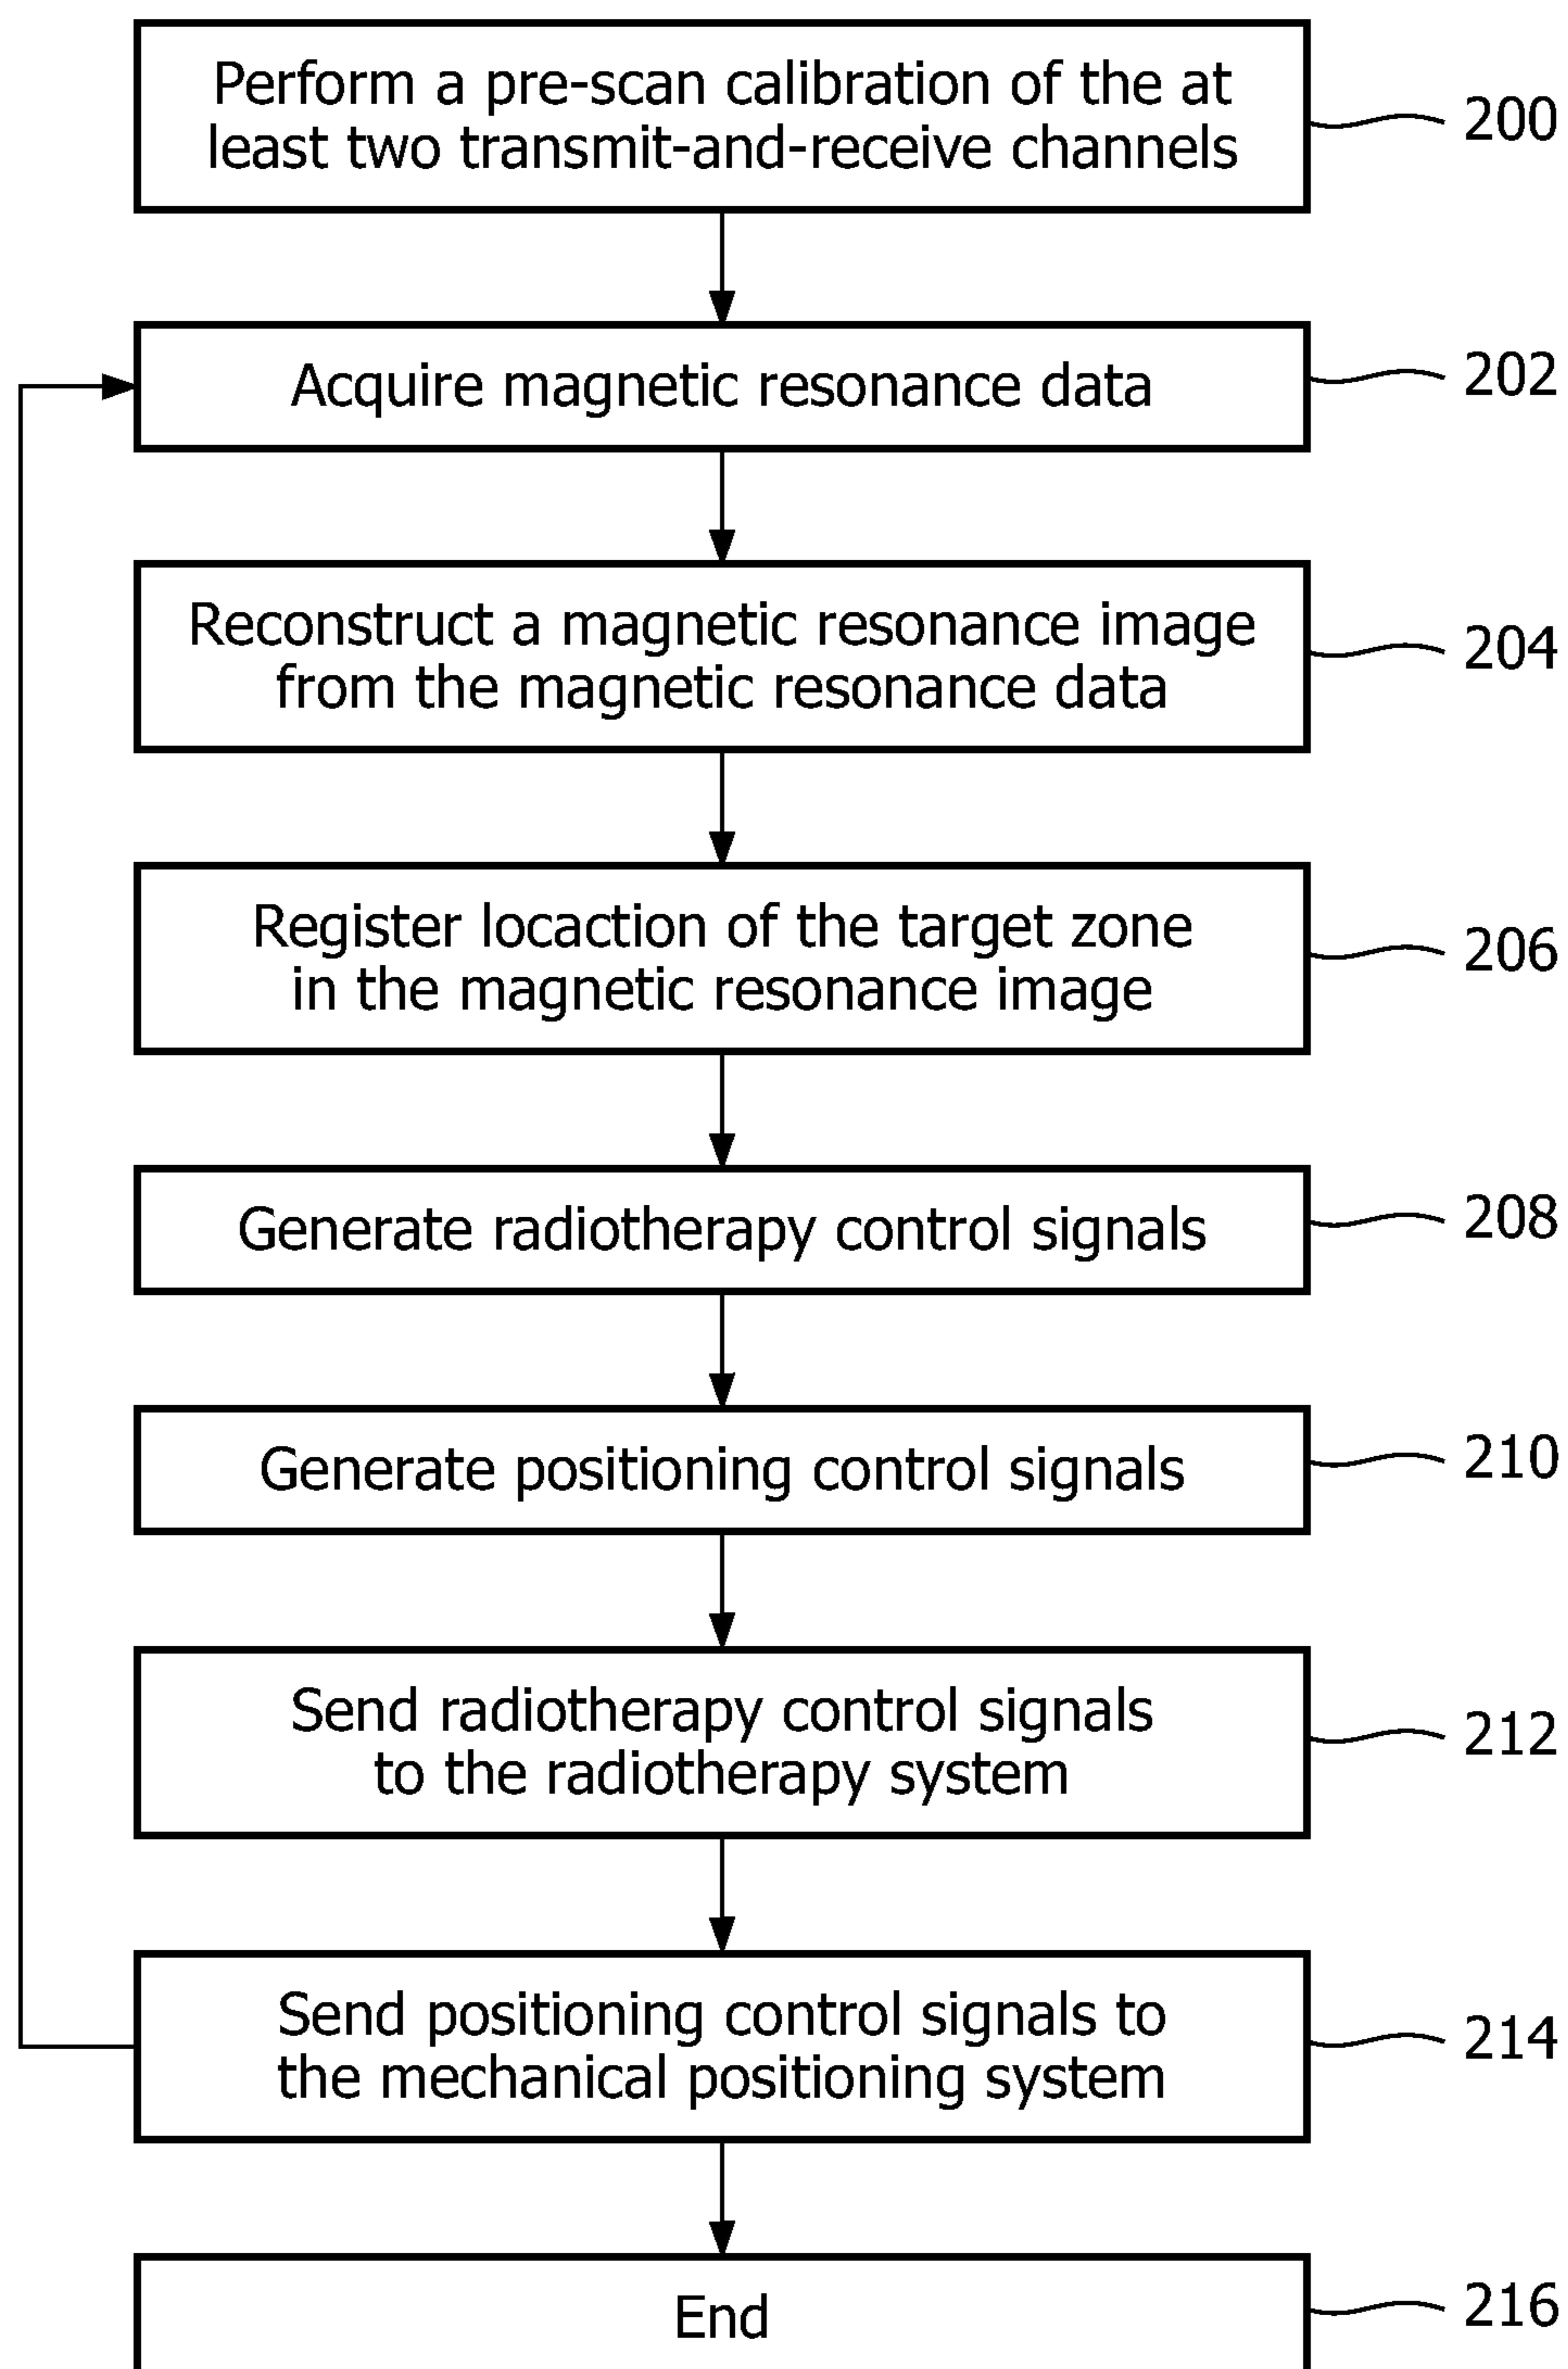 Perform a pre-scan calibration of the at
least two transmit-and-receive channels
200
Acquire magnetic resonance data
202
Reconstruct a magnetic resonance image
from the magnetic resonance data
204
Register locaction of the target zone
in the magnetic resonance image
206
Generate radiotherapy control signals
208
Generate positioning control signals
210
Send radiotherapy control signals
to the radiotherapy system
212
Send positioning control signals to
the mechanical positioning system
214
End
216